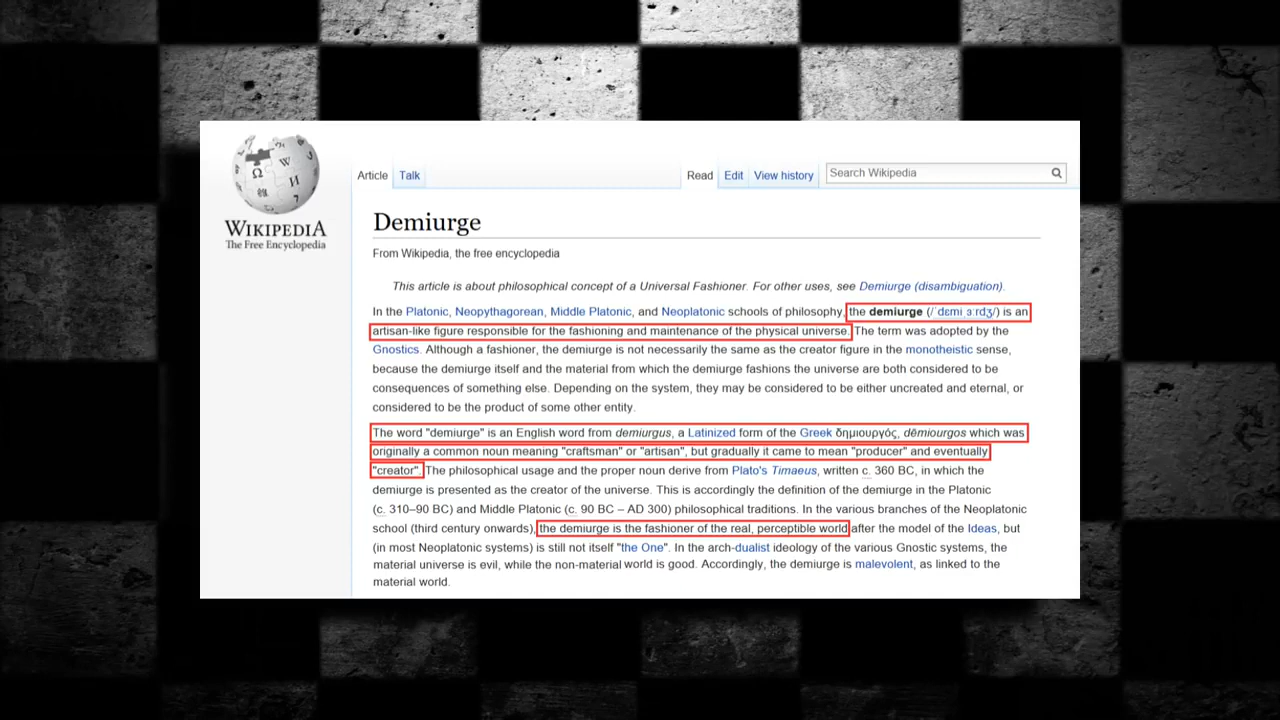 WIKIPEDIA
The Free Encyclopedia
Article Talk Read Edit View history Search Wikipedia
Demiurge
From Wikipedia, the free encyclopedia
This article is about philosophical concept of a Universal Fashioner. For other uses, see Demiurge (disambiguation).
In the Platonic, Neopythagorean, Middle Platonic, and Neoplatonic schools of philosophy, the demiurge (/ˈdɛmiˌɜːrdʒ/) is an
artisan-like figure responsible for the fashioning and maintenance of the physical universe. The term was adopted by the
Gnostics. Although a fashioner, the demiurge is not necessarily the same as the creator figure in the monotheistic sense,
because the demiurge itself and the material from which the demiurge fashions the universe are both considered to be
consequences of something else. Depending on the system, they may be considered to be either uncreated and eternal, or
considered to be the product of some other entity.
The word "demiurge" is an English word from demiurgus, a Latinized form of the Greek δημιουργός, dēmiourgos which was
originally a common noun meaning "craftsman" or "artisan", but gradually it came to mean "producer" and eventually
"creator". The philosophical usage and the proper noun derive from Plato's Timaeus, written c. 360 BC, in which the
demiurge is presented as the creator of the universe. This is accordingly the definition of the demiurge in the Platonic
(c. 310–90 BC) and Middle Platonic (c. 90 BC – AD 300) philosophical traditions. In the various branches of the Neoplatonic
school (third century onwards), the demiurge is the fashioner of the real, perceptible world after the model of the Ideas, but
(in most Neoplatonic systems) is still not itself "the One". In the arch-dualist ideology of the various Gnostic systems, the
material universe is evil, while the non-material world is good. Accordingly, the demiurge is malevolent, as linked to the
material world.